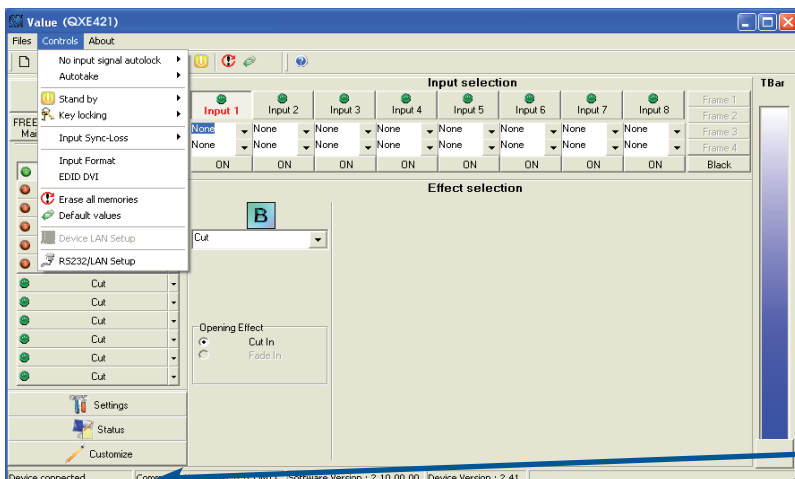 Value (QXE421)
Files Controls About
No input signal autolock
Autotake
Stand by
Key locking
Input Sync-Loss
Input Format
EDID DVI
Erase all memories
Default values
Device LAN Setup
RS232/LAN Setup
FREE
Mai
Input selection
TBar
Input 1 Input 2 Input 3 Input 4 Input 5 Input 6 Input 7 Input 8 Frame 1
Frame 2
None None None None None None None None Frame 3
None None None None None None None None Frame 4
ON ON ON ON ON ON ON ON Black
Effect selection
B
Cut
Opening Effect
Cut In
Fade In
Cut
Cut
Cut
Cut
Cut
Cut
Settings
Status
Customize
Device connected Software Version : 2.10.00.00 Device Version : 2.41